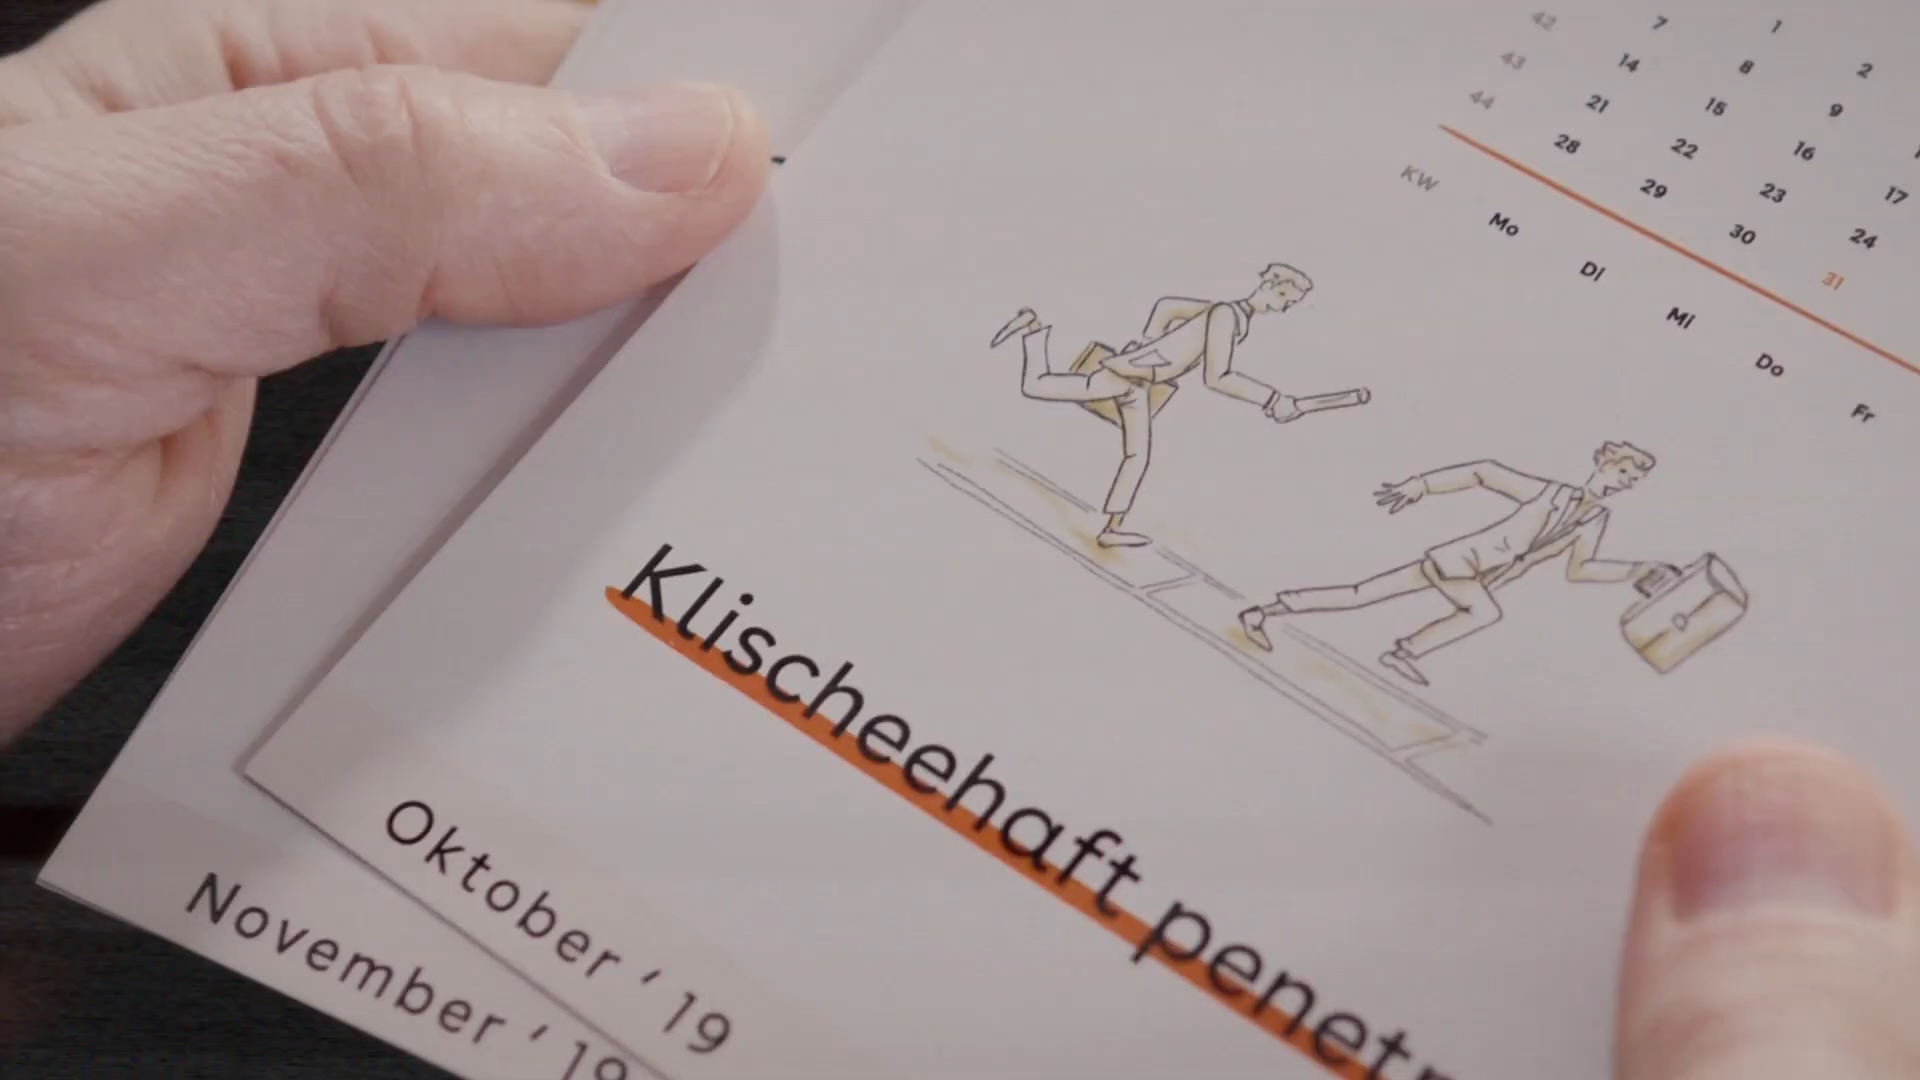 1 2
7 8 9
42 14 15 16 17
43 21 22 23 24
44 28 29 30 31
KW Mo Di Mi Do Fr
Klischeehaft penetr
Oktober ‘ 19
November ‘ 19